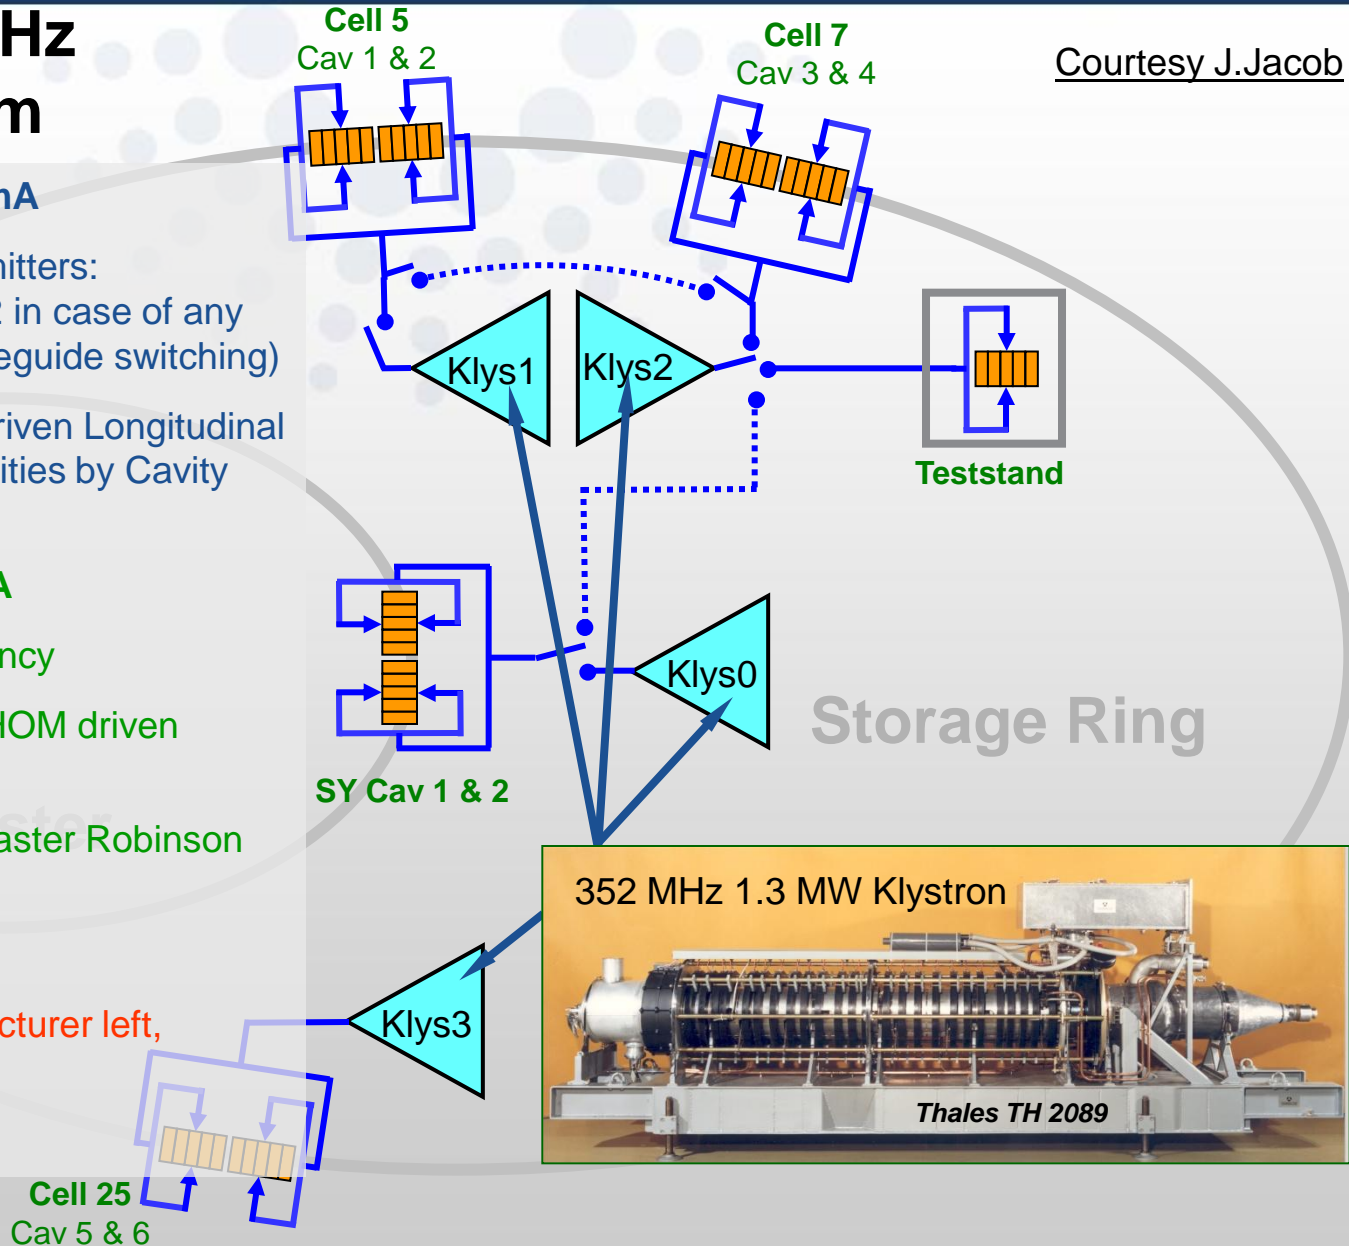 Hz
m
Cell 5
Cav 1 & 2
Cell 7
Cav 3 & 4
Courtesy J.Jacob
mA
nitters:
2 in case of any
eguide switching)
riven Longitudinal
ities by Cavity
A
ncy
HOM driven
aster Robinson
cturer left,
Klys1
Klys2
Teststand
Klys0
Storage Ring
SY Cav 1 & 2
352 MHz 1.3 MW Klystron
Klys3
Thales TH 2089
Cell 25
Cav 5 & 6